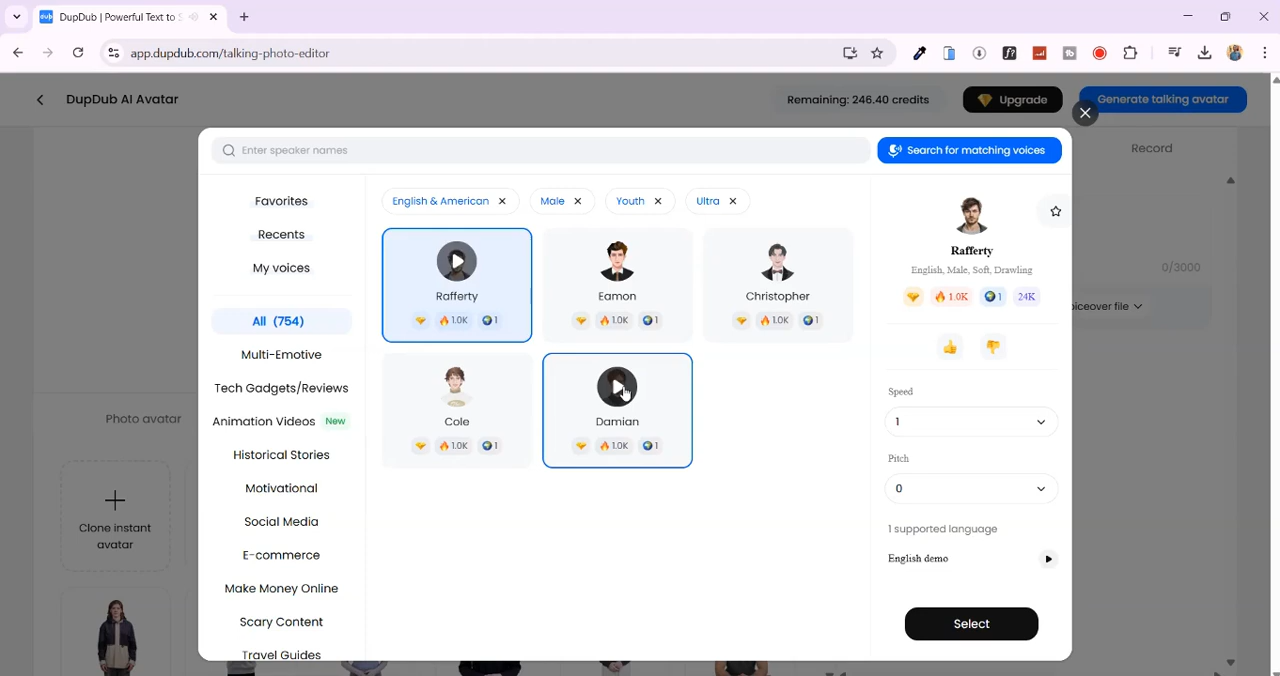 DupDub | Powerful Text to S
app.dupdub.com/talking-photo-editor
DupDub AI Avatar
Remaining: 246.40 credits
Upgrade
Generate talking avatar
Enter speaker names
Search for matching voices
Record
Favorites
Recents
My voices
All (754)
Multi-Emotive
Tech Gadgets/Reviews
Animation Videos New
Historical Stories
Motivational
Social Media
E-commerce
Make Money Online
Scary Content
Travel Guides
English & American
Male
Youth
Ultra
Rafferty
1.0K 1
Eamon
1.0K 1
Christopher
1.0K 1
Cole
1.0K 1
Damian
1.0K 1
Rafferty
English, Male, Soft, Drawling
1.0K 1 24K
Speed
1
Pitch
0
1 supported language
English demo
Select
0/3000
oiceover file
Photo avatar
Clone instant
avatar